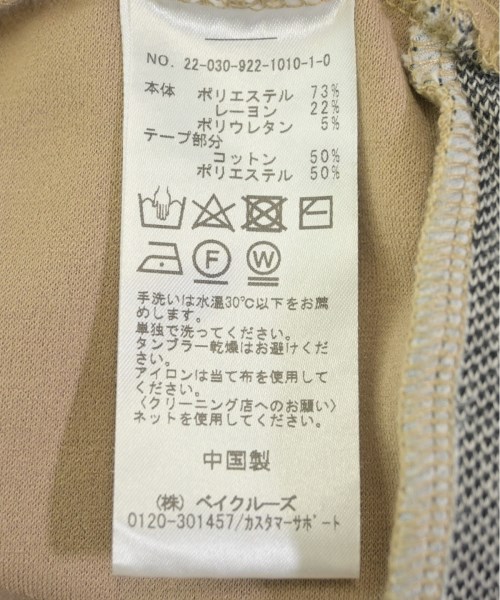 NO. 22-030-922-1010-1-0
本体 ポリエステル 73%
レーヨン 22%
ポリウレタン 5%
テープ部分
コットン 50%
ポリエステル 50%
F
W
手洗いは水温30℃以下をお薦
めします。
単独で洗ってください。
タンブラー乾燥はお避けくだ
さい。
アイロンは当て布を使用して
ください。
〈クリーニング店へのお願い〉
ネットを使用してください。
中国製
(株) ベイクルーズ
0120-301457/カスタマーサポート